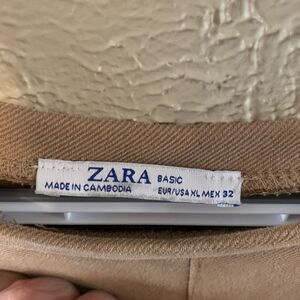 ZARA BASIC
MADE IN CAMBODIA EUR/USA XL MEX 32